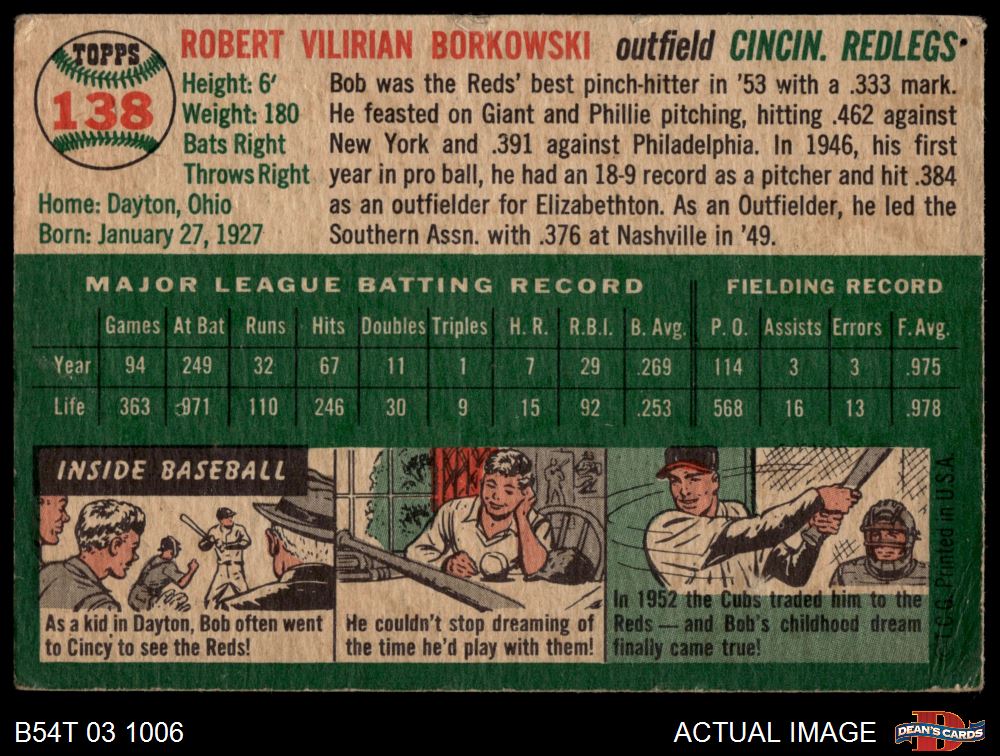 TOPPS
138
ROBERT VILIRIAN BORKOWSKI outfield CINCIN. REDLEGS
Height: 6'
Weight: 180
Bats Right
Throws Right
Home: Dayton, Ohio
Born: January 27, 1927
Bob was the Reds' best pinch-hitter in '53 with a .333 mark.
He feasted on Giant and Phillie pitching, hitting .462 against
New York and .391 against Philadelphia. In 1946, his first
year in pro ball, he had an 18-9 record as a pitcher and hit .384
as an outfielder for Elizabethton. As an Outfielder, he led the
Southern Assn. with .376 at Nashville in '49.
MAJOR LEAGUE BATTING RECORD FIELDING RECORD
Games At Bat Runs Hits Doubles Triples H. R. R.B.I. B. Avg. P. O. Assists Errors F. Avg.
Year 94 249 32 67 11 1 7 29 .269 114 3 3 .975
Life 363 971 110 246 30 9 15 92 .253 568 16 13 .978
INSIDE BASEBALL
As a kid in Dayton, Bob often went
to Cincy to see the Reds!
He couldn't stop dreaming of
the time he'd play with them!
In 1952 the Cubs traded him to the
Reds — and Bob's childhood dream
finally came true!
T.C.G. Printed in U.S.A.
B54T 03 1006
ACTUAL IMAGE
DEAN'S CARDS